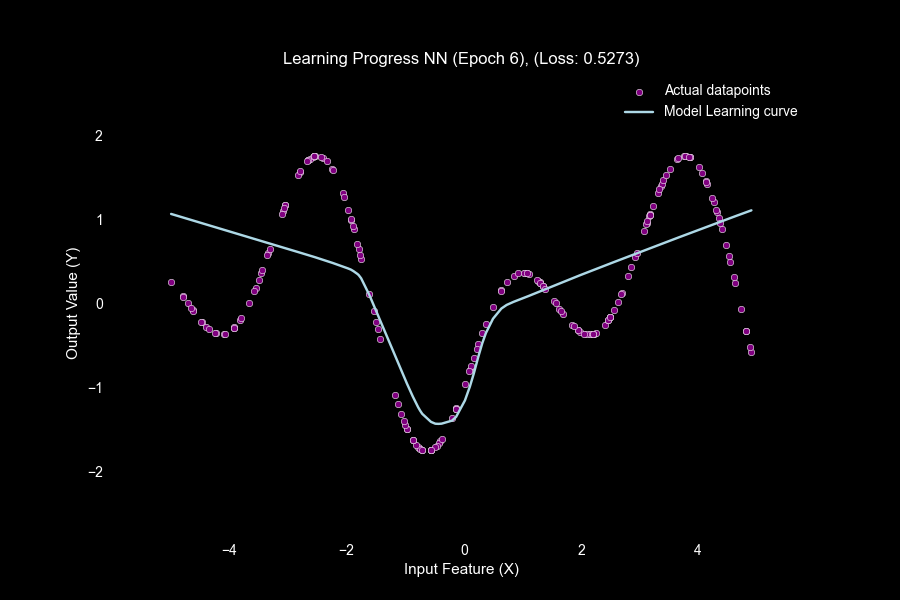 Learning Progress NN (Epoch 6), (Loss: 0.5273)
Actual datapoints
Model Learning curve
2
1
0
−1
−2
Output Value (Y)
−4
−2
0
2
4
Input Feature (X)